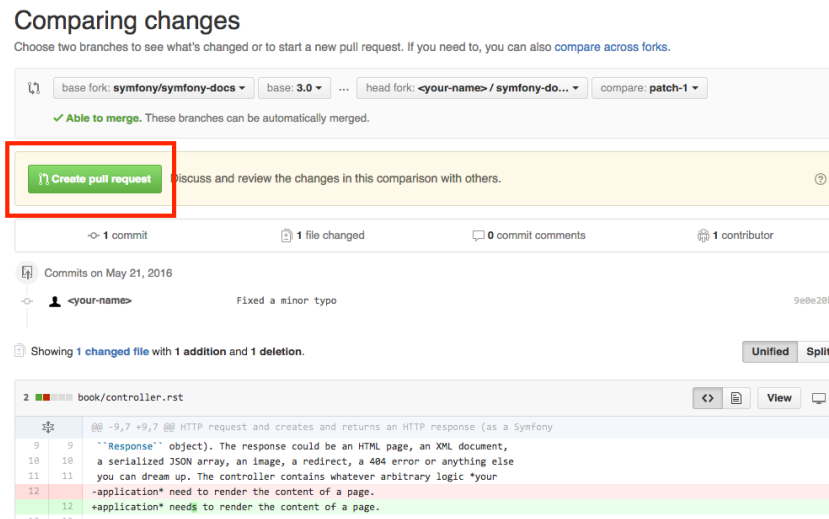 Comparing changes
Choose two branches to see what's changed or to start a new pull request. If you need to, you can also compare across forks.
base fork: symfony/symfony-docs base: 3.0 ... head fork: <your-name> / symfony-do... compare: patch-1
Able to merge. These branches can be automatically merged.
Create pull request Discuss and review the changes in this comparison with others.
1 commit 1 file changed 0 commit comments 1 contributor
Commits on May 21, 2016
<your-name> Fixed a minor typo 9e0e20
Showing 1 changed file with 1 addition and 1 deletion.
Unified Split
2 book/controller.rst <> View
@@ -9,7 +9,7 @@ HTTP request and creates and returns an HTTP response (as a Symfony
9 9 ``Response`` object). The response could be an HTML page, an XML document,
10 10 a serialized JSON array, an image, a redirect, a 404 error or anything else
11 11 you can dream up. The controller contains whatever arbitrary logic *your
12 -application* need to render the content of a page.
12 +application* needs to render the content of a page.